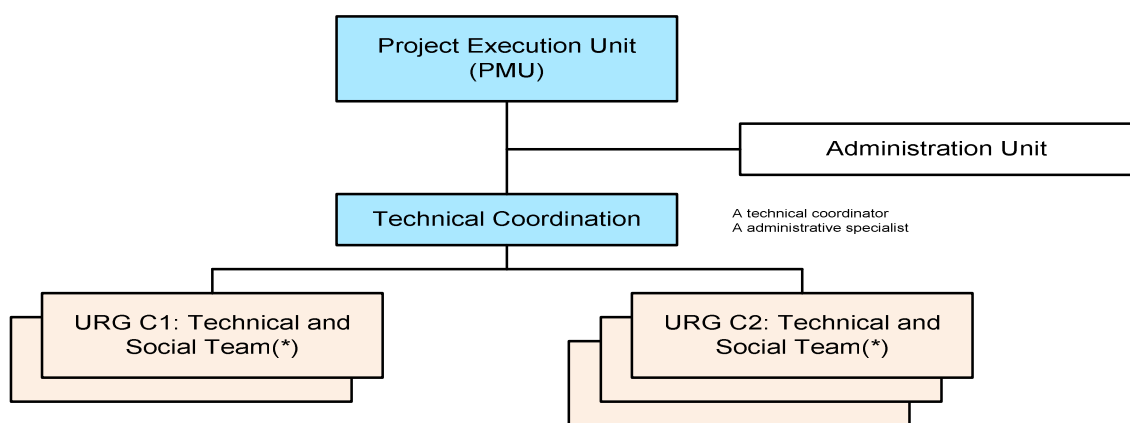 Project Execution Unit
(PMU)
Administration Unit
Technical Coordination
A technical coordinator
A administrative specialist
URG C1: Technical and
Social Team(*)
URG C2: Technical and
Social Team(*)